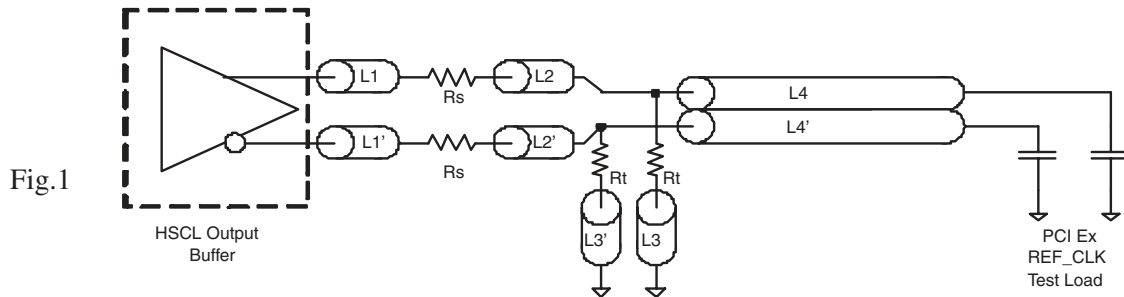 L1
Rs
L2
L4
L4'
L1'
Rs
L2'
Rt
Rt
L3'
L3
Fig.1
HSCL Output
Buffer
PCI Ex
REF_CLK
Test Load